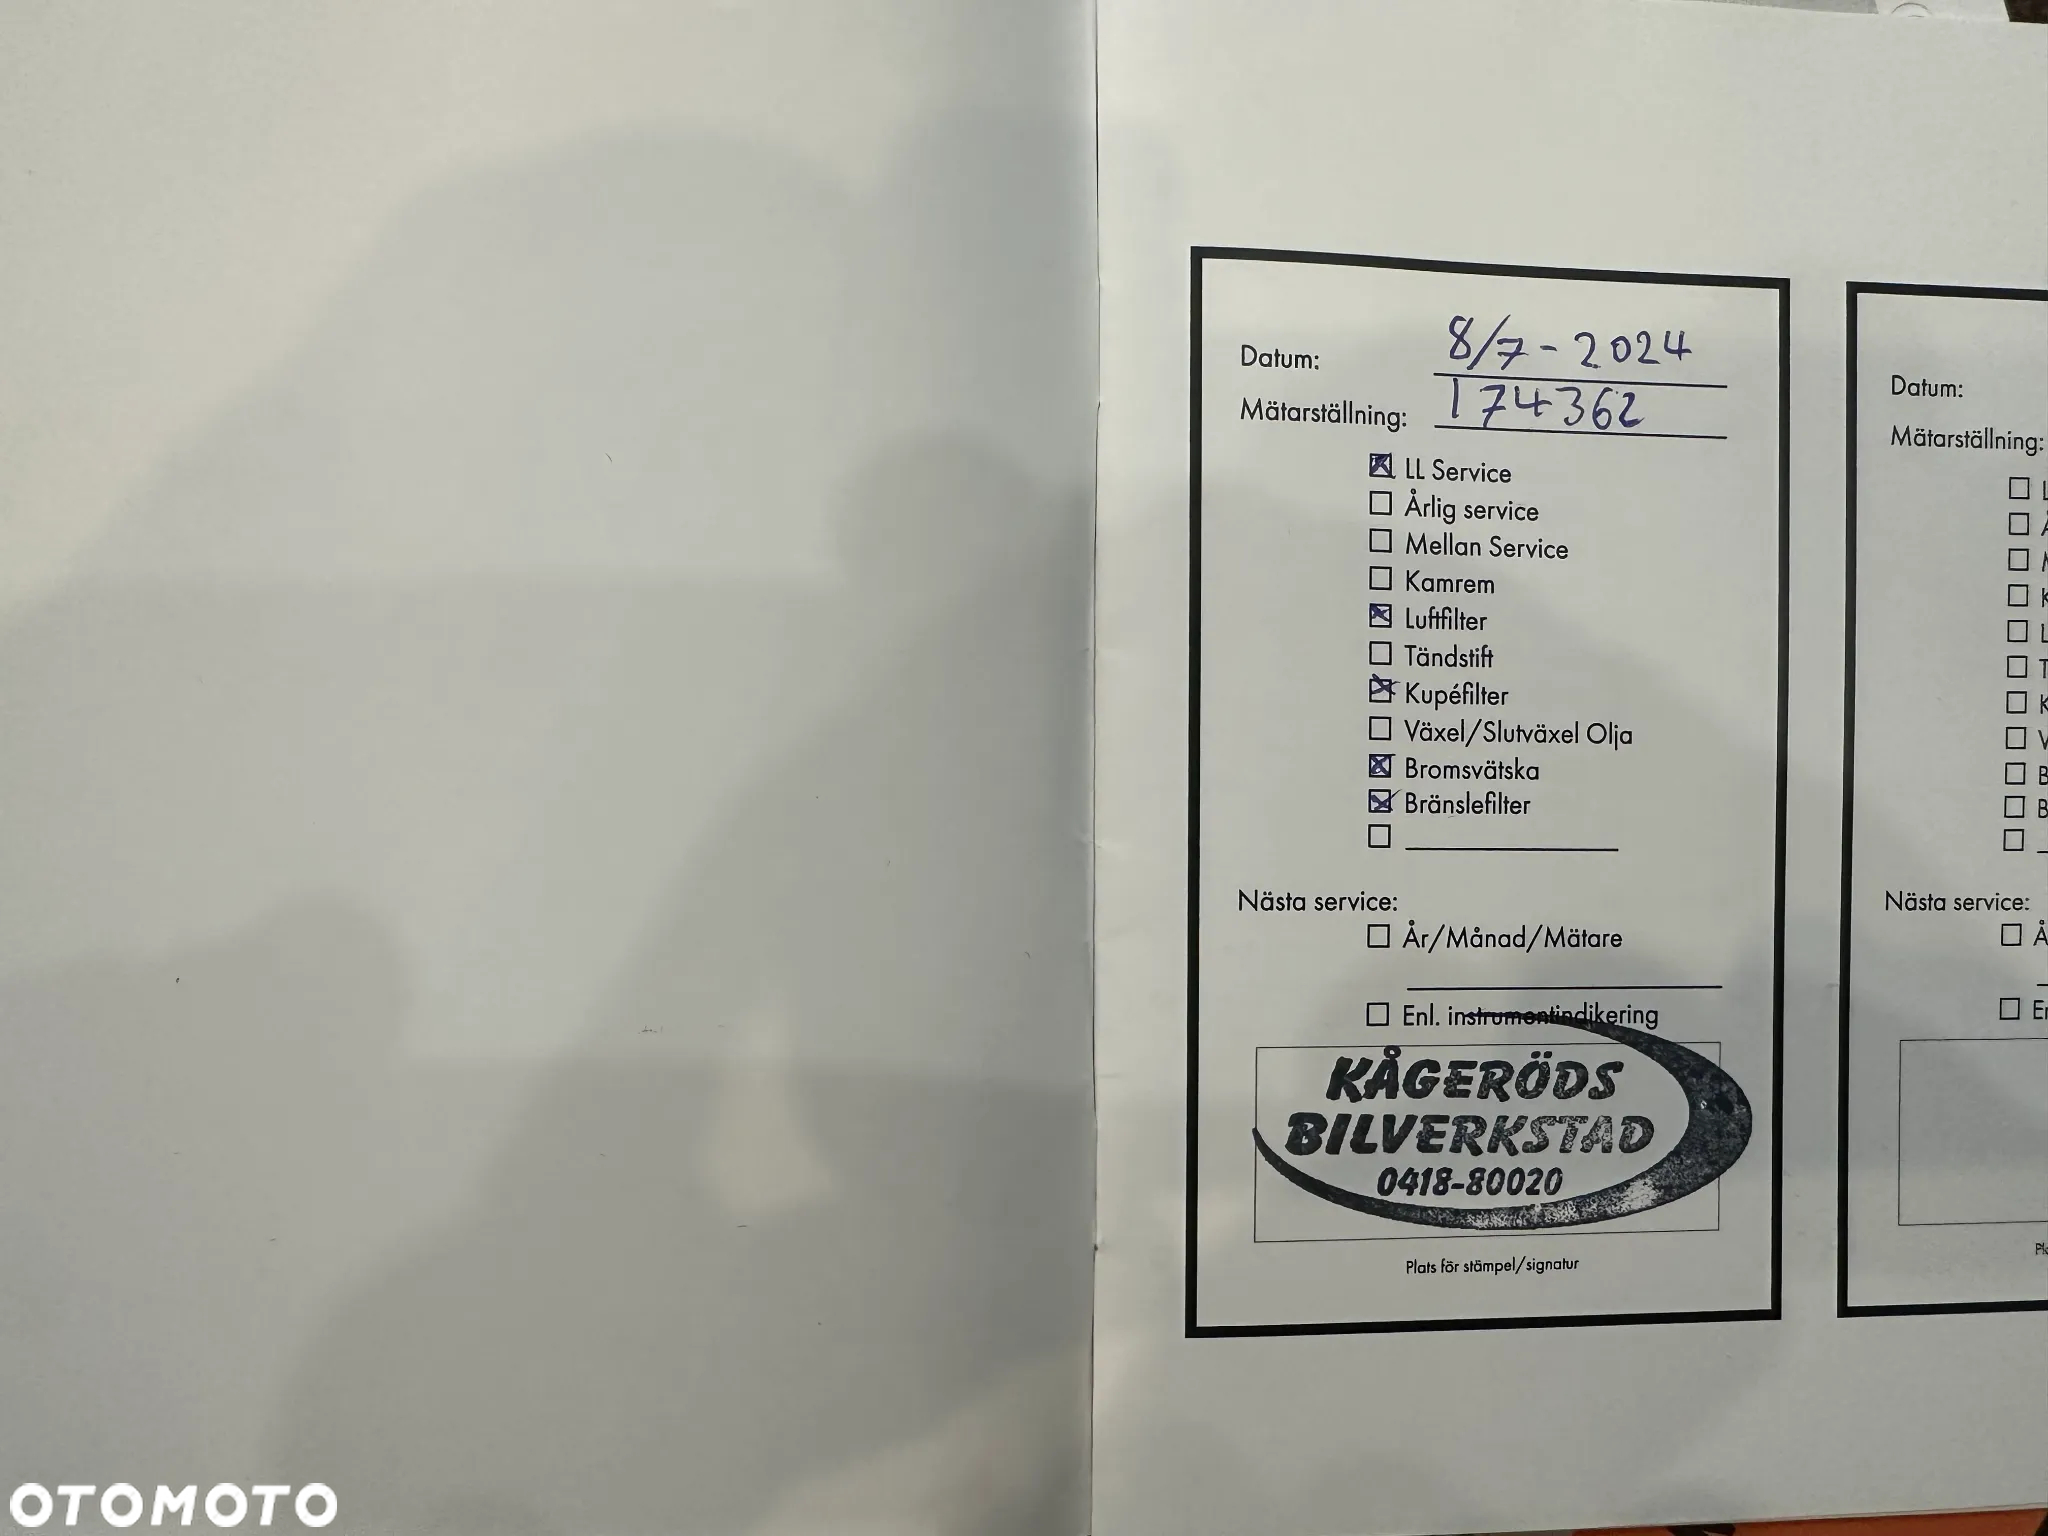 Datum: 8/7-2024
Mätarställning: 174362
LL Service
Årlig service
Mellan Service
Kamrem
Luftfilter
Tändstift
Kupéfilter
Växel/Slutväxel Olja
Bromsvätska
Bränslefilter
Nästa service:
År/Månad/Mätare
Enl. instrumentindikering
KÅGERÖDS
BILVERKSTAD
0418-80020
Plats för stämpel/signatur
Datum:
Mätarställning:
Nästa service:
OTOMOTO